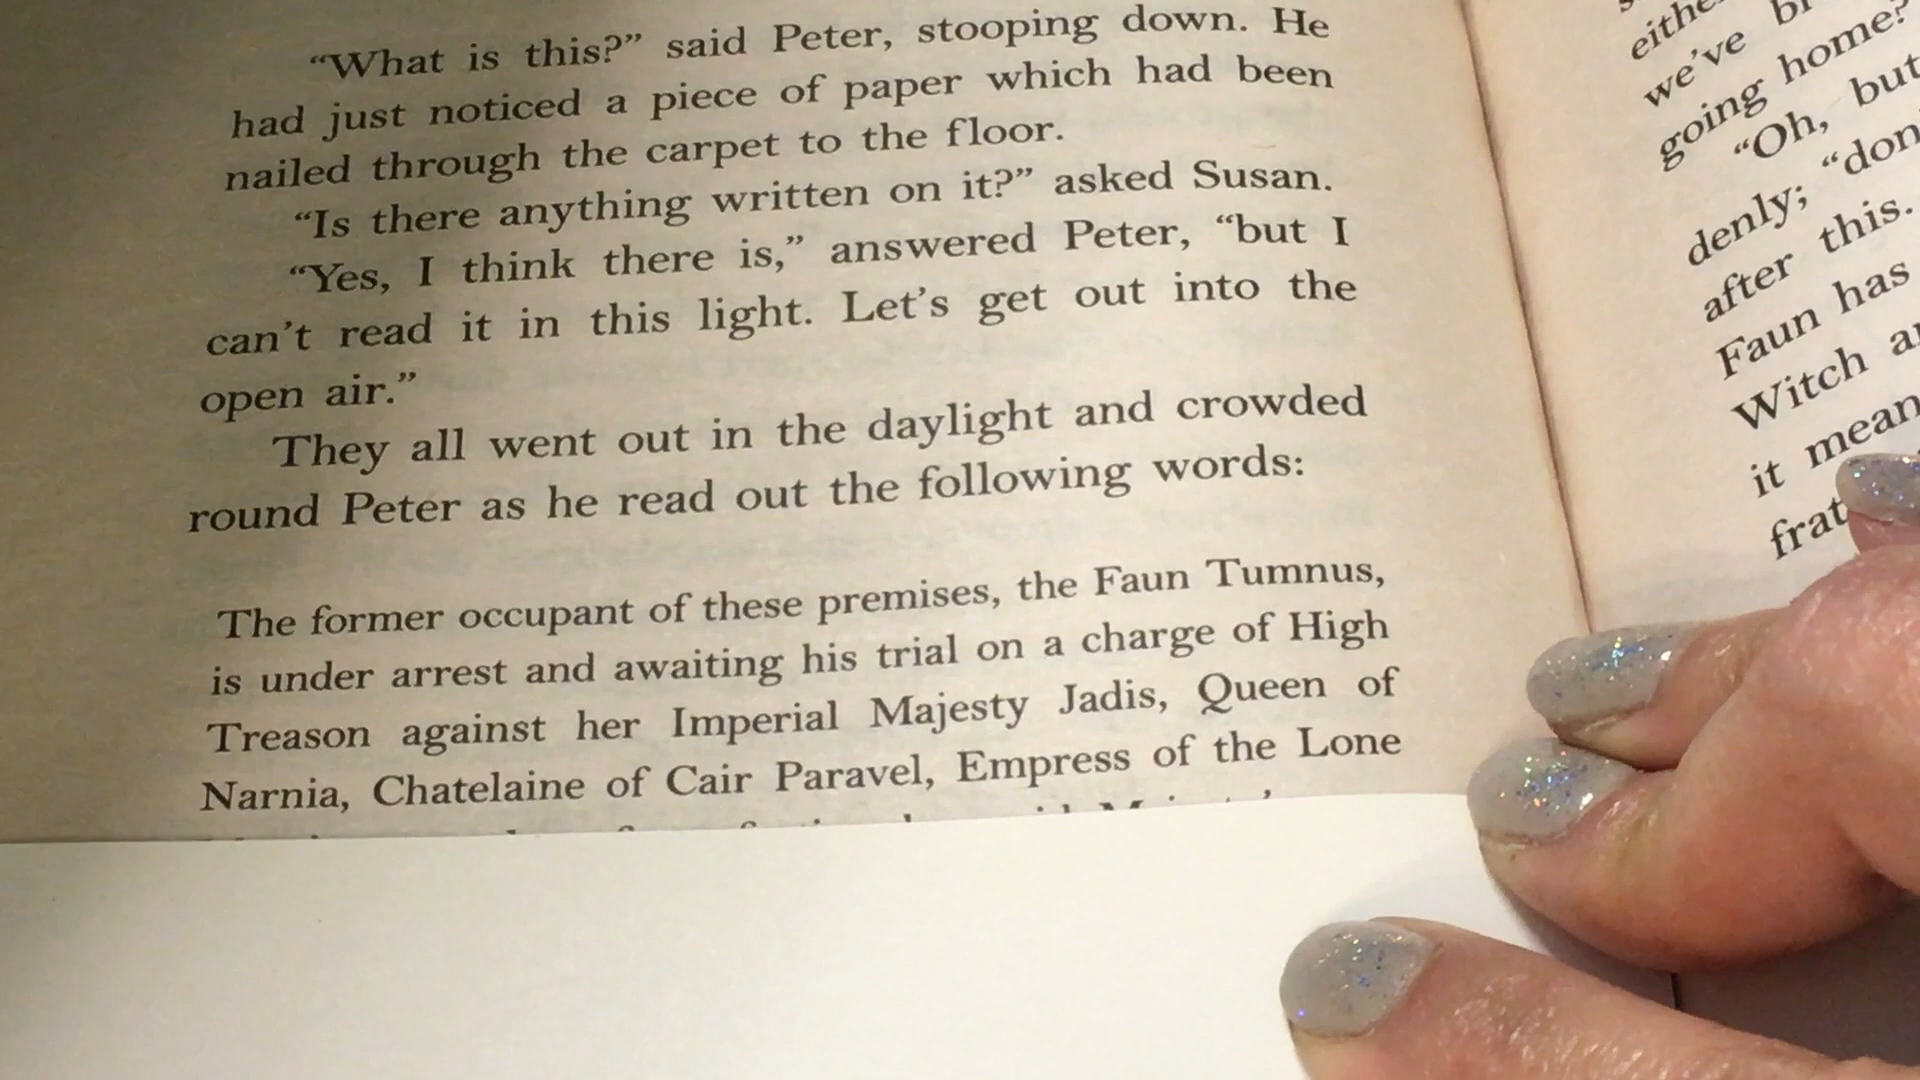 “What is this?” said Peter, stooping down. He
had just noticed a piece of paper which had been
nailed through the carpet to the floor.
“Is there anything written on it?” asked Susan.
“Yes, I think there is,” answered Peter, “but I
can’t read it in this light. Let’s get out into the
open air.”
They all went out in the daylight and crowded
round Peter as he read out the following words:
The former occupant of these premises, the Faun Tumnus,
is under arrest and awaiting his trial on a charge of High
Treason against her Imperial Majesty Jadis, Queen of
Narnia, Chatelaine of Cair Paravel, Empress of the Lone
we’ve
going home?
“Oh, but
denly; “don
after this.
Faun has
Witch
it mean